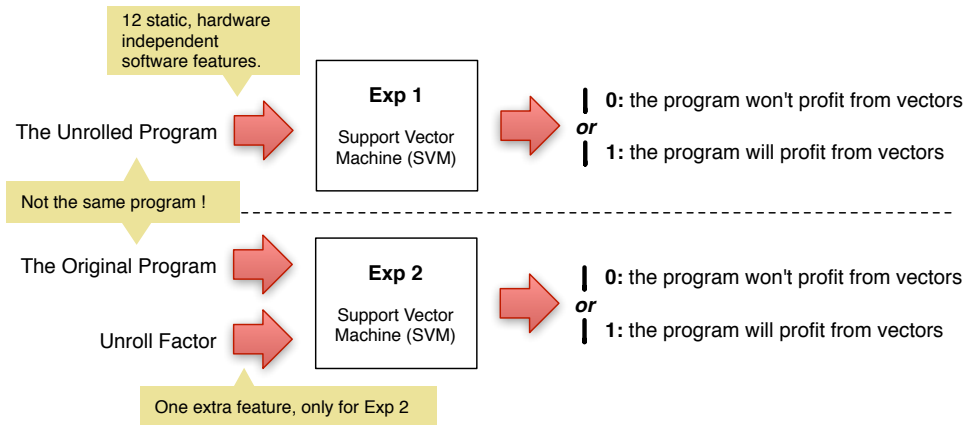 12 static, hardware
independent
software features.
The Unrolled Program
Exp 1
Support Vector
Machine (SVM)
0: the program won't profit from vectors
or
1: the program will profit from vectors
Not the same program !
The Original Program
Unroll Factor
Exp 2
Support Vector
Machine (SVM)
0: the program won't profit from vectors
or
1: the program will profit from vectors
One extra feature, only for Exp 2